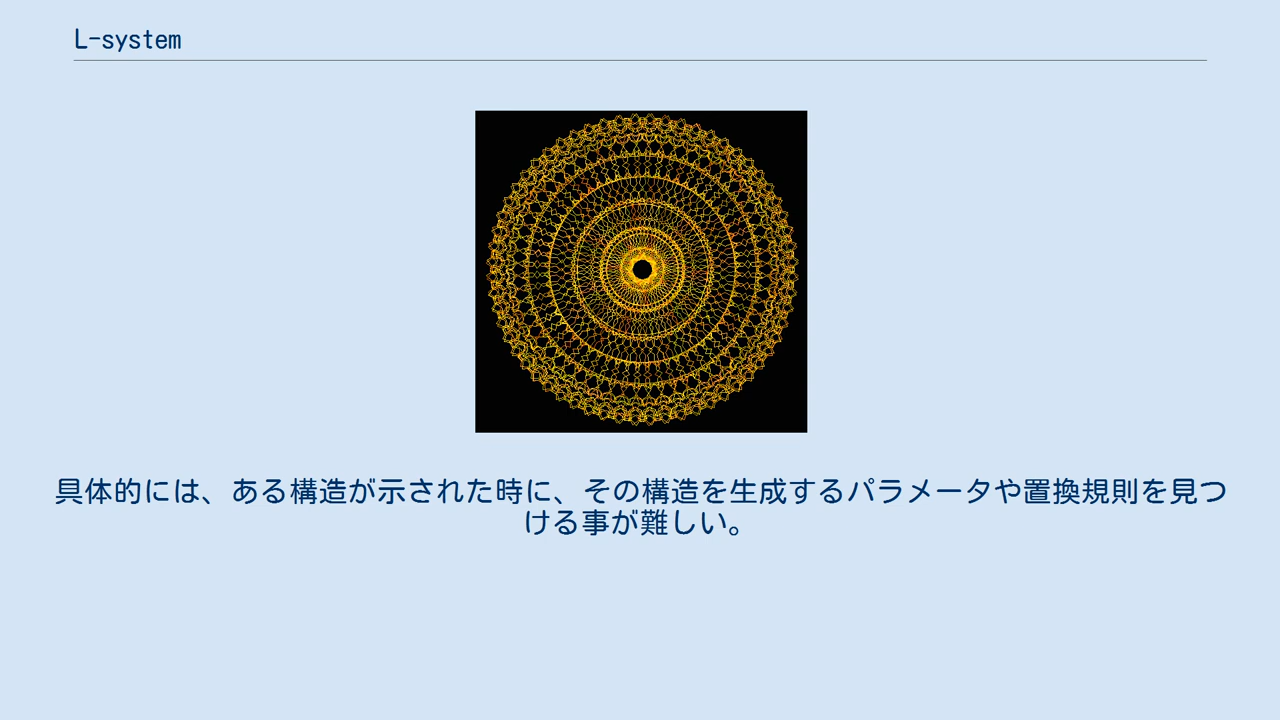 L-system
具体的には、ある構造が示された時に、その構造を生成するパラメータや置換規則を見つ
ける事が難しい。